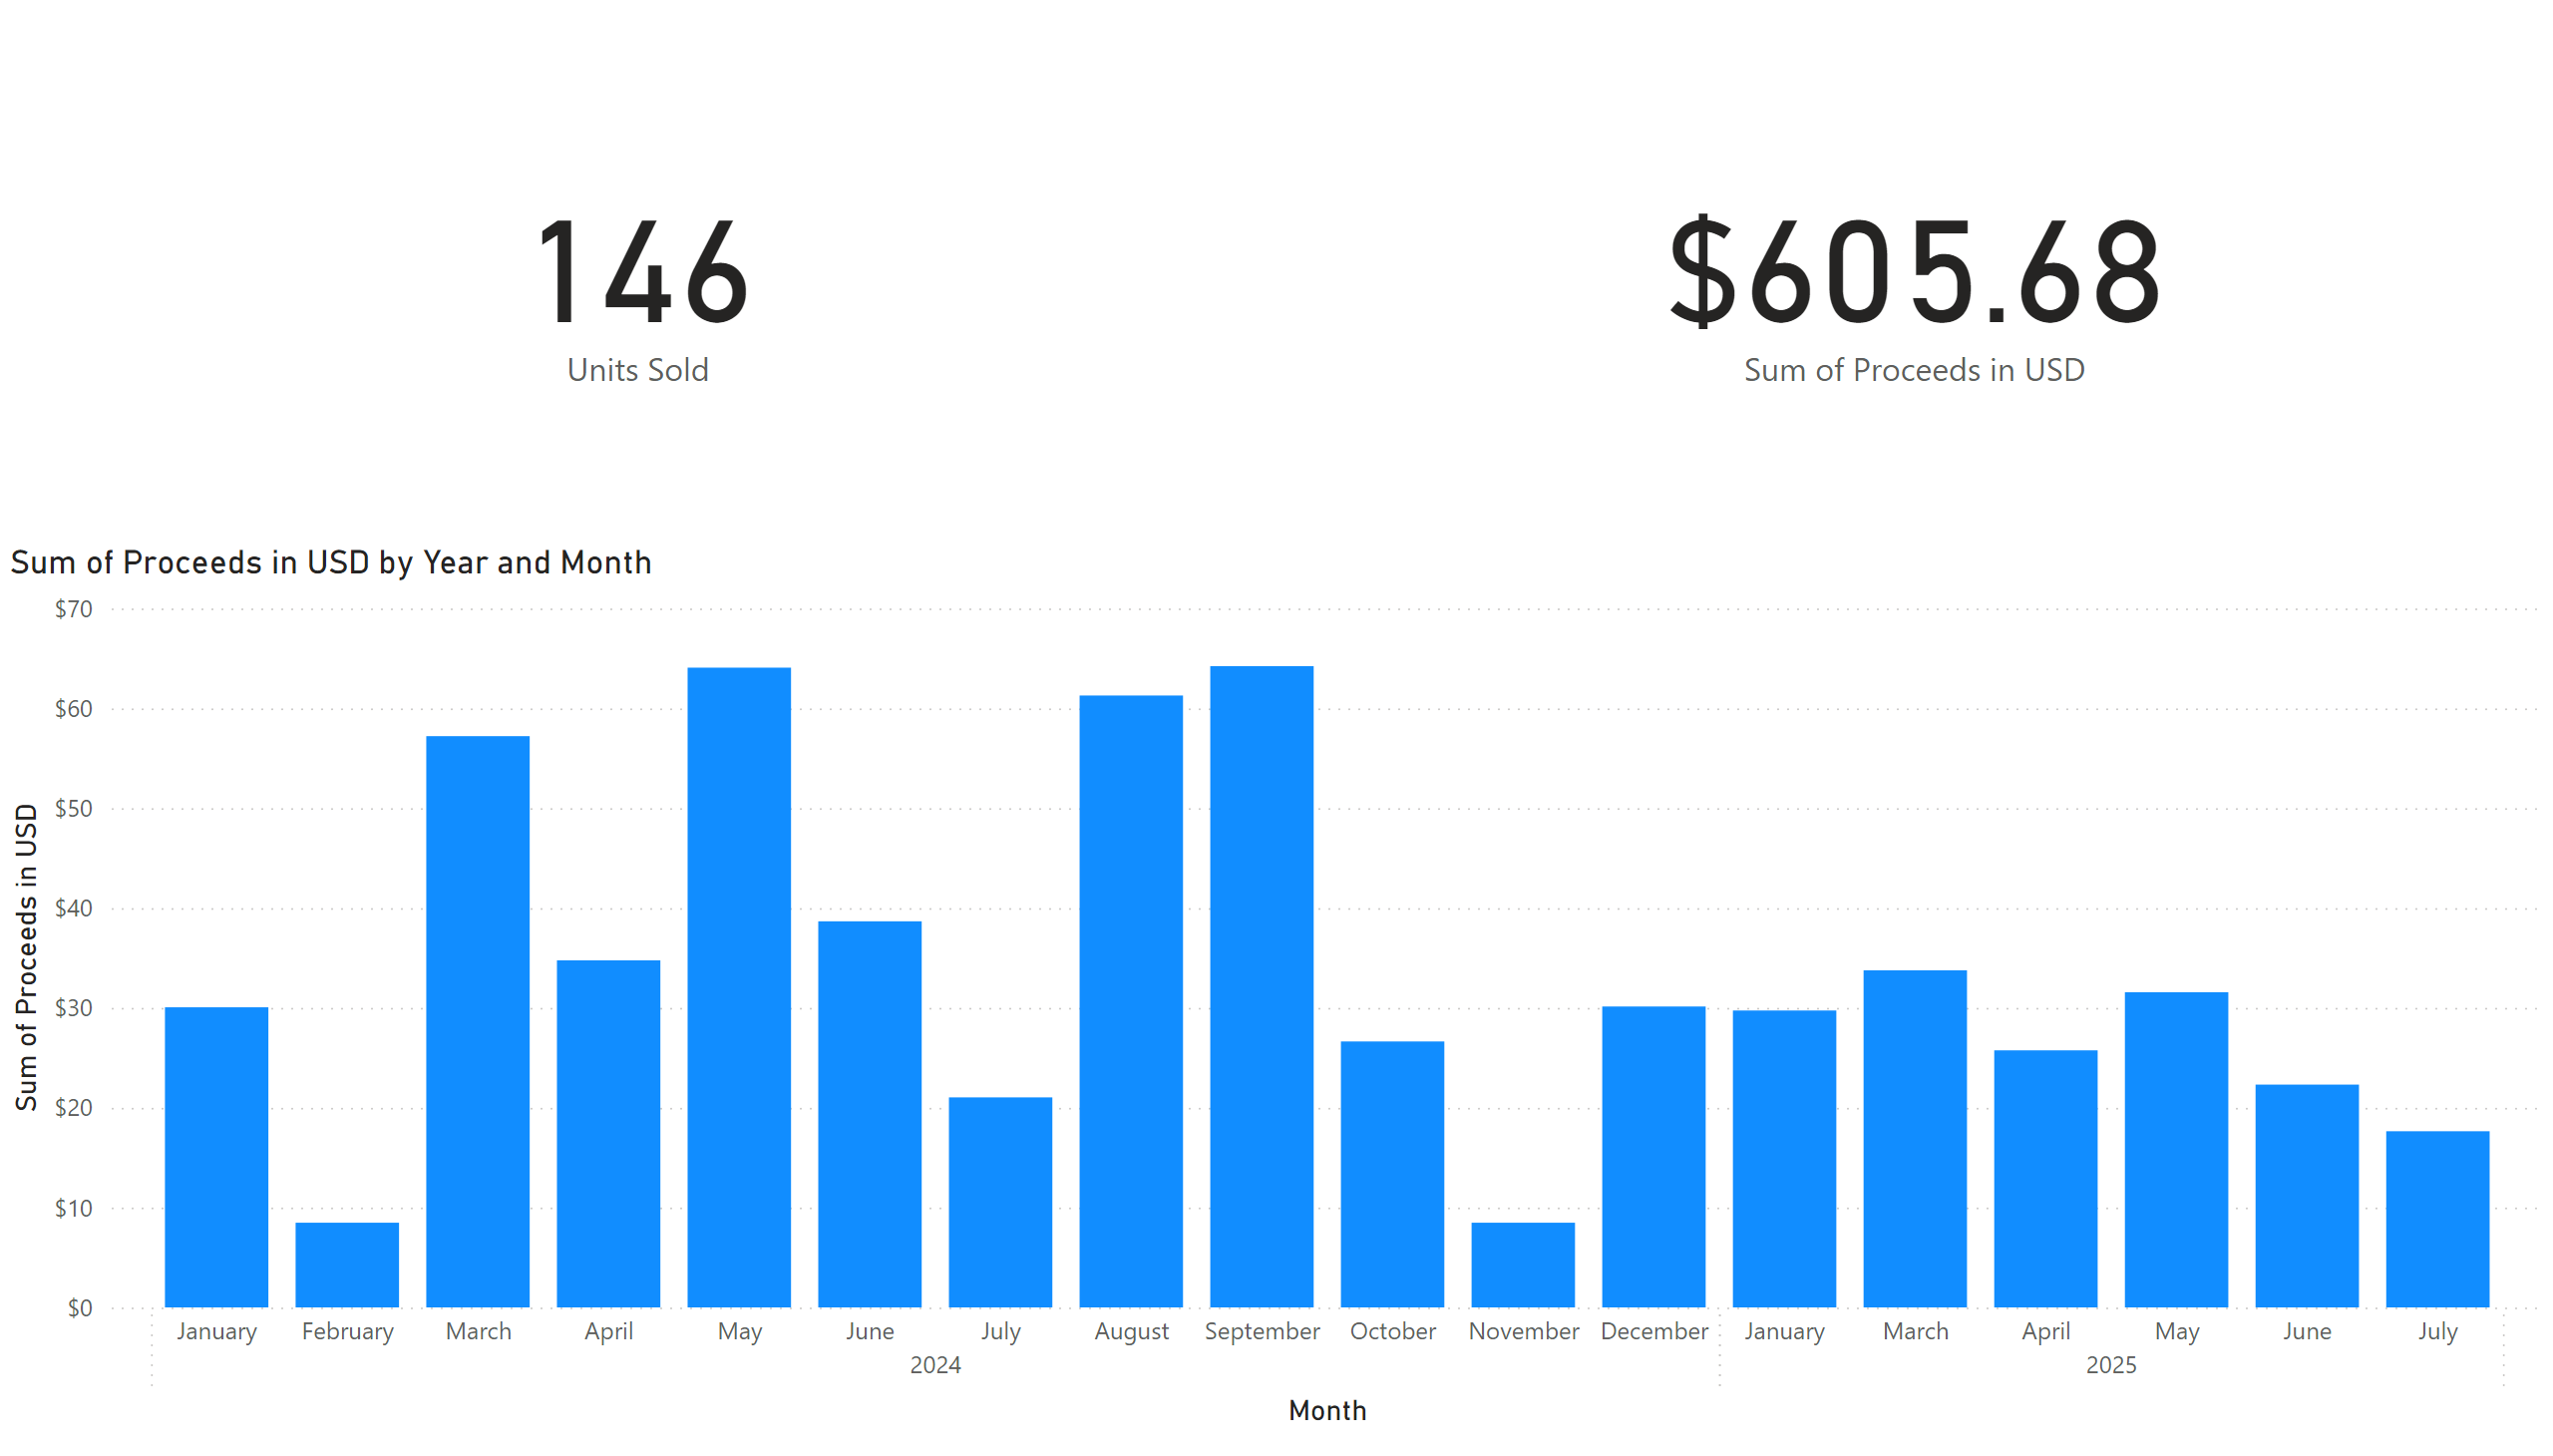 146
Units Sold
$605.68
Sum of Proceeds in USD
Sum of Proceeds in USD by Year and Month
Sum of Proceeds in USD
$70
$60
$50
$40
$30
$20
$10
$0
January February March April May June July August September October November December January March April May June July
2024 2025
Month